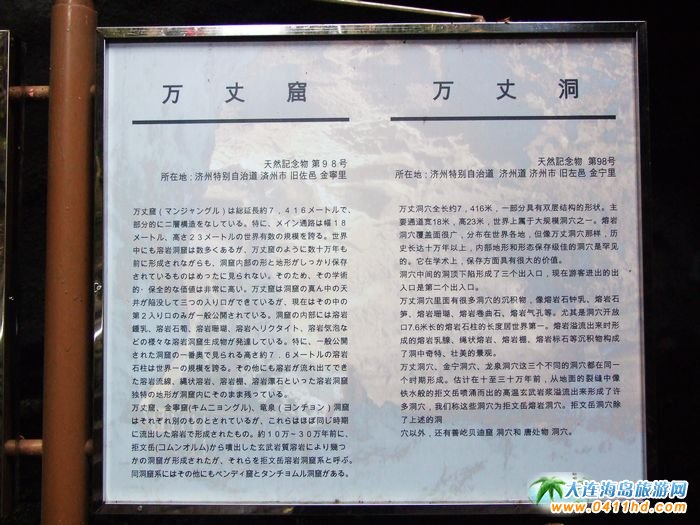 万丈窟
天然記念物 第98号
所在地:済州特別自治道 済州市 旧佐邑 金寧里
万丈窟(マンジャングル)は総延長約7,416メートルで、
部分的に二層構造をなしている。特に、メイン通路は幅18
メートル、高さ23メートルの世界有数の規模を誇る。世界
中にも溶岩洞窟は数多くあるが、万丈窟のように数十万年も
前に形成されながらも、洞窟内部の形と地形がしっかり保存
されているものはめったに見られない。そのため、その学術
的・保全的な価値は非常に高い。万丈窟は洞窟の真ん中の天
井が陥没して三つの入り口ができているが、現在はその中の
第2入り口のみが一般公開されている。洞窟の内部には溶岩
鍾乳、溶岩石筍、溶岩珊瑚、溶岩ヘリクタイト、溶岩気泡な
どの様々な溶岩洞窟生成物が発達している。特に、一般公開
された洞窟の一番奥で見られる高さ約7.6メートルの溶岩
石柱は世界一の規模を誇る。その他にも溶岩が流れ出てでき
た溶岩流線、縄状溶岩、溶岩棚、溶岩漂石といった溶岩洞窟
独特の地形が洞窟内にそのまま残っている。
万丈窟、金寧窟(キムニョングル)、竜泉(ヨンチョン)洞窟
はそれぞれ別のものとされているが、これらはほぼ同じ時期
に流出した溶岩で形成されたもの。約10万~30万年前に、
拒文岳(コムンオルム)から噴出した玄武岩質溶岩により幾つ
かの洞窟が形成されたが、それらを拒文岳溶岩洞窟系と呼ぶ。
同洞窟系にはその他にもベンディ窟とタンチョムル洞窟がある。
万丈洞
天然纪念物 第98号
所在地:济州特别自治道 济州道 济州市 旧左邑 金宁里
万丈洞穴全长约7,416米,一部分具有双层结构的形状。主
要通道宽18米,高23米,世界上属于大规模洞穴之一。熔岩
洞穴覆盖面很广,分布在世界各地,但像万丈洞穴那样,历
史长达十万年以上,内部地形和形态保存级佳的洞穴是罕见
的。它在学术上,保存方面具有很大的价值。
洞穴中间的洞顶下陷形成了三个出入口,现在游客进出的出
入口是第二个出入口。
万丈洞穴里面有很多洞穴的沉积物,像熔岩石钟乳、熔岩石
笋、熔岩珊瑚、熔岩卷曲石、熔岩气孔等。尤其是洞穴开放
口7.6米长的熔岩石柱的长度居世界第一。熔岩溢流出来时形
成的熔岩乳腺、绳状熔岩、熔岩棚、熔岩标石等沉积物构成
了洞中奇特、壮美的景观。
万丈洞穴、金宁洞穴、龙泉洞穴这三个不同的洞穴都在同一
个时期形成。估计在十至三十万年前,从地面的裂缝中像
铁水般的拒文岳喷涌而出的高温玄武岩浆溢流出来形成了许
多洞穴,我们称这些洞穴为拒文岳熔岩洞穴。拒文岳洞穴除
了上述的洞
穴以外,还有善屹贝迪窟 洞穴和 唐处物 洞穴。
大连海岛旅游网
www.0411hd.com